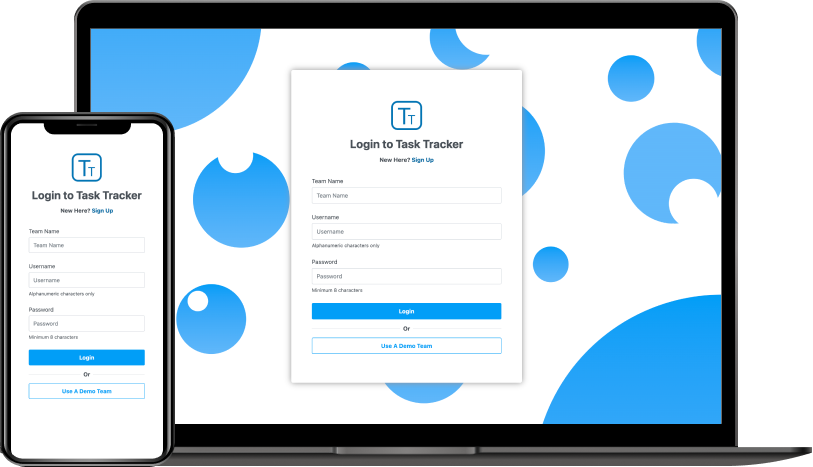 TT
Login to Task Tracker
New Here? Sign Up
Team Name
Team Name
Username
Username
Alphanumeric characters only
Password
Password
Minimum 8 characters
Login
Or
Use A Demo Team
TT
Login to Task Tracker
New Here? Sign Up
Team Name
Team Name
Username
Username
Alphanumeric characters only
Password
Password
Minimum 8 characters
Login
Or
Use A Demo Team